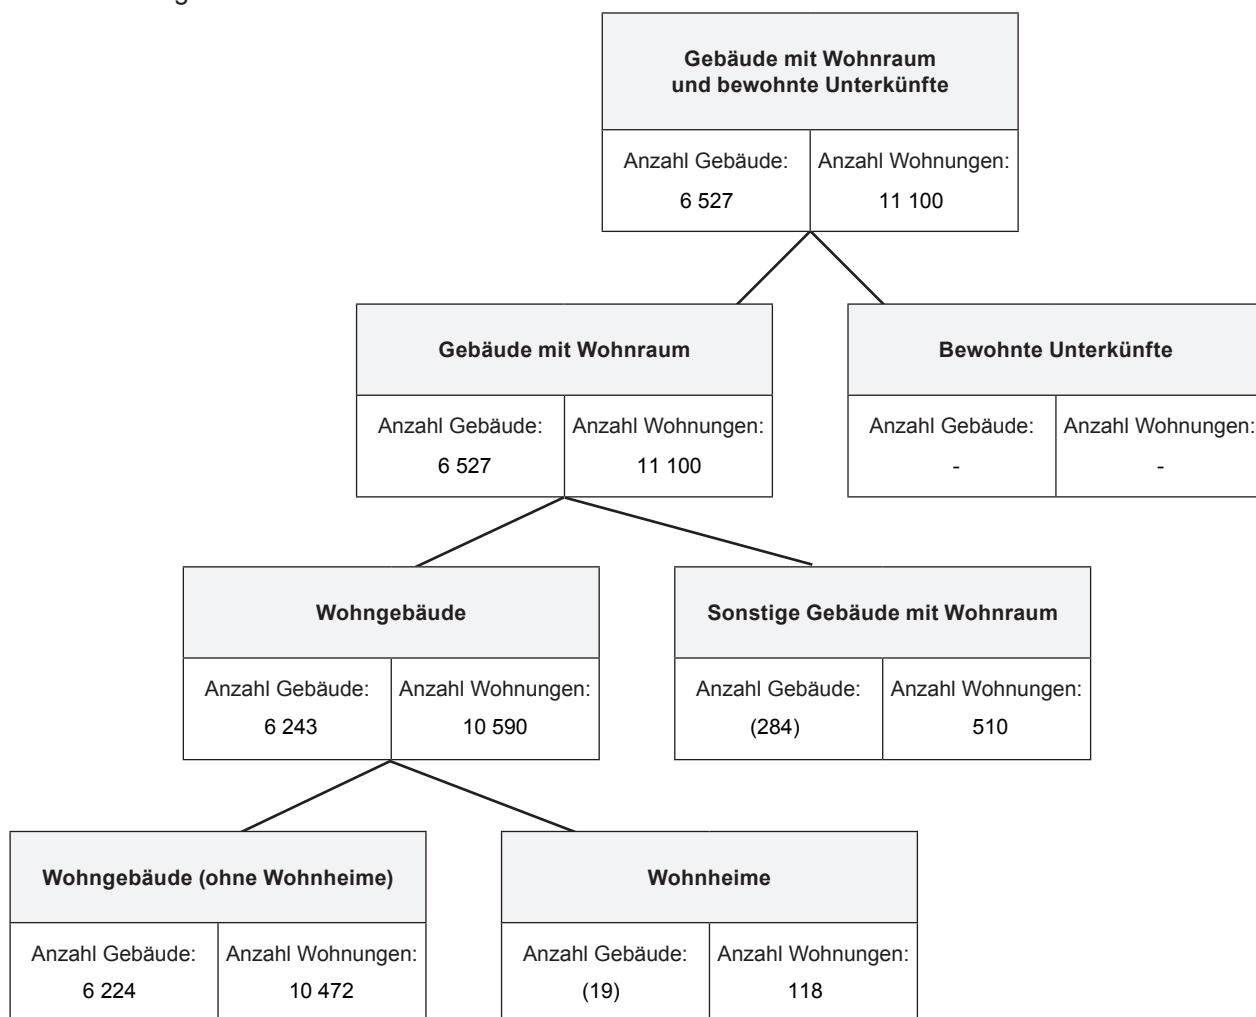 Gebäude mit Wohnraum
und bewohnte Unterkünfte
Anzahl Gebäude: Anzahl Wohnungen:
6 527 11 100
Gebäude mit Wohnraum Bewohnte Unterkünfte
Anzahl Gebäude: Anzahl Wohnungen: Anzahl Gebäude: Anzahl Wohnungen:
6 527 11 100 - -
Wohngebäude Sonstige Gebäude mit Wohnraum
Anzahl Gebäude: Anzahl Wohnungen: Anzahl Gebäude: Anzahl Wohnungen:
6 243 10 590 (284) 510
Wohngebäude (ohne Wohnheime) Wohnheime
Anzahl Gebäude: Anzahl Wohnungen: Anzahl Gebäude: Anzahl Wohnungen:
6 224 10 472 (19) 118